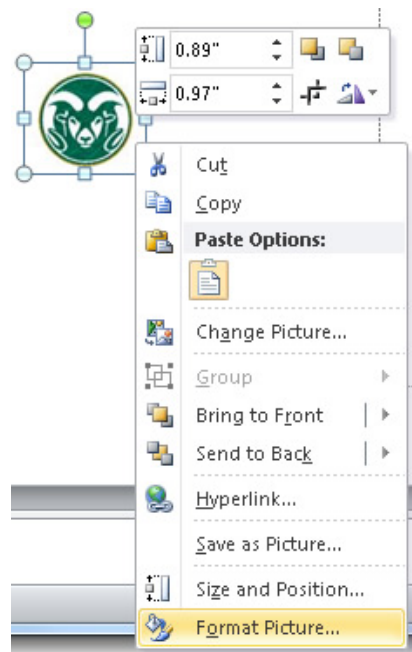 0.89"
0.97"
Cut
Copy
Paste Options:
Change Picture...
Group
Bring to Front
Send to Back
Hyperlink...
Save as Picture...
Size and Position...
Format Picture...